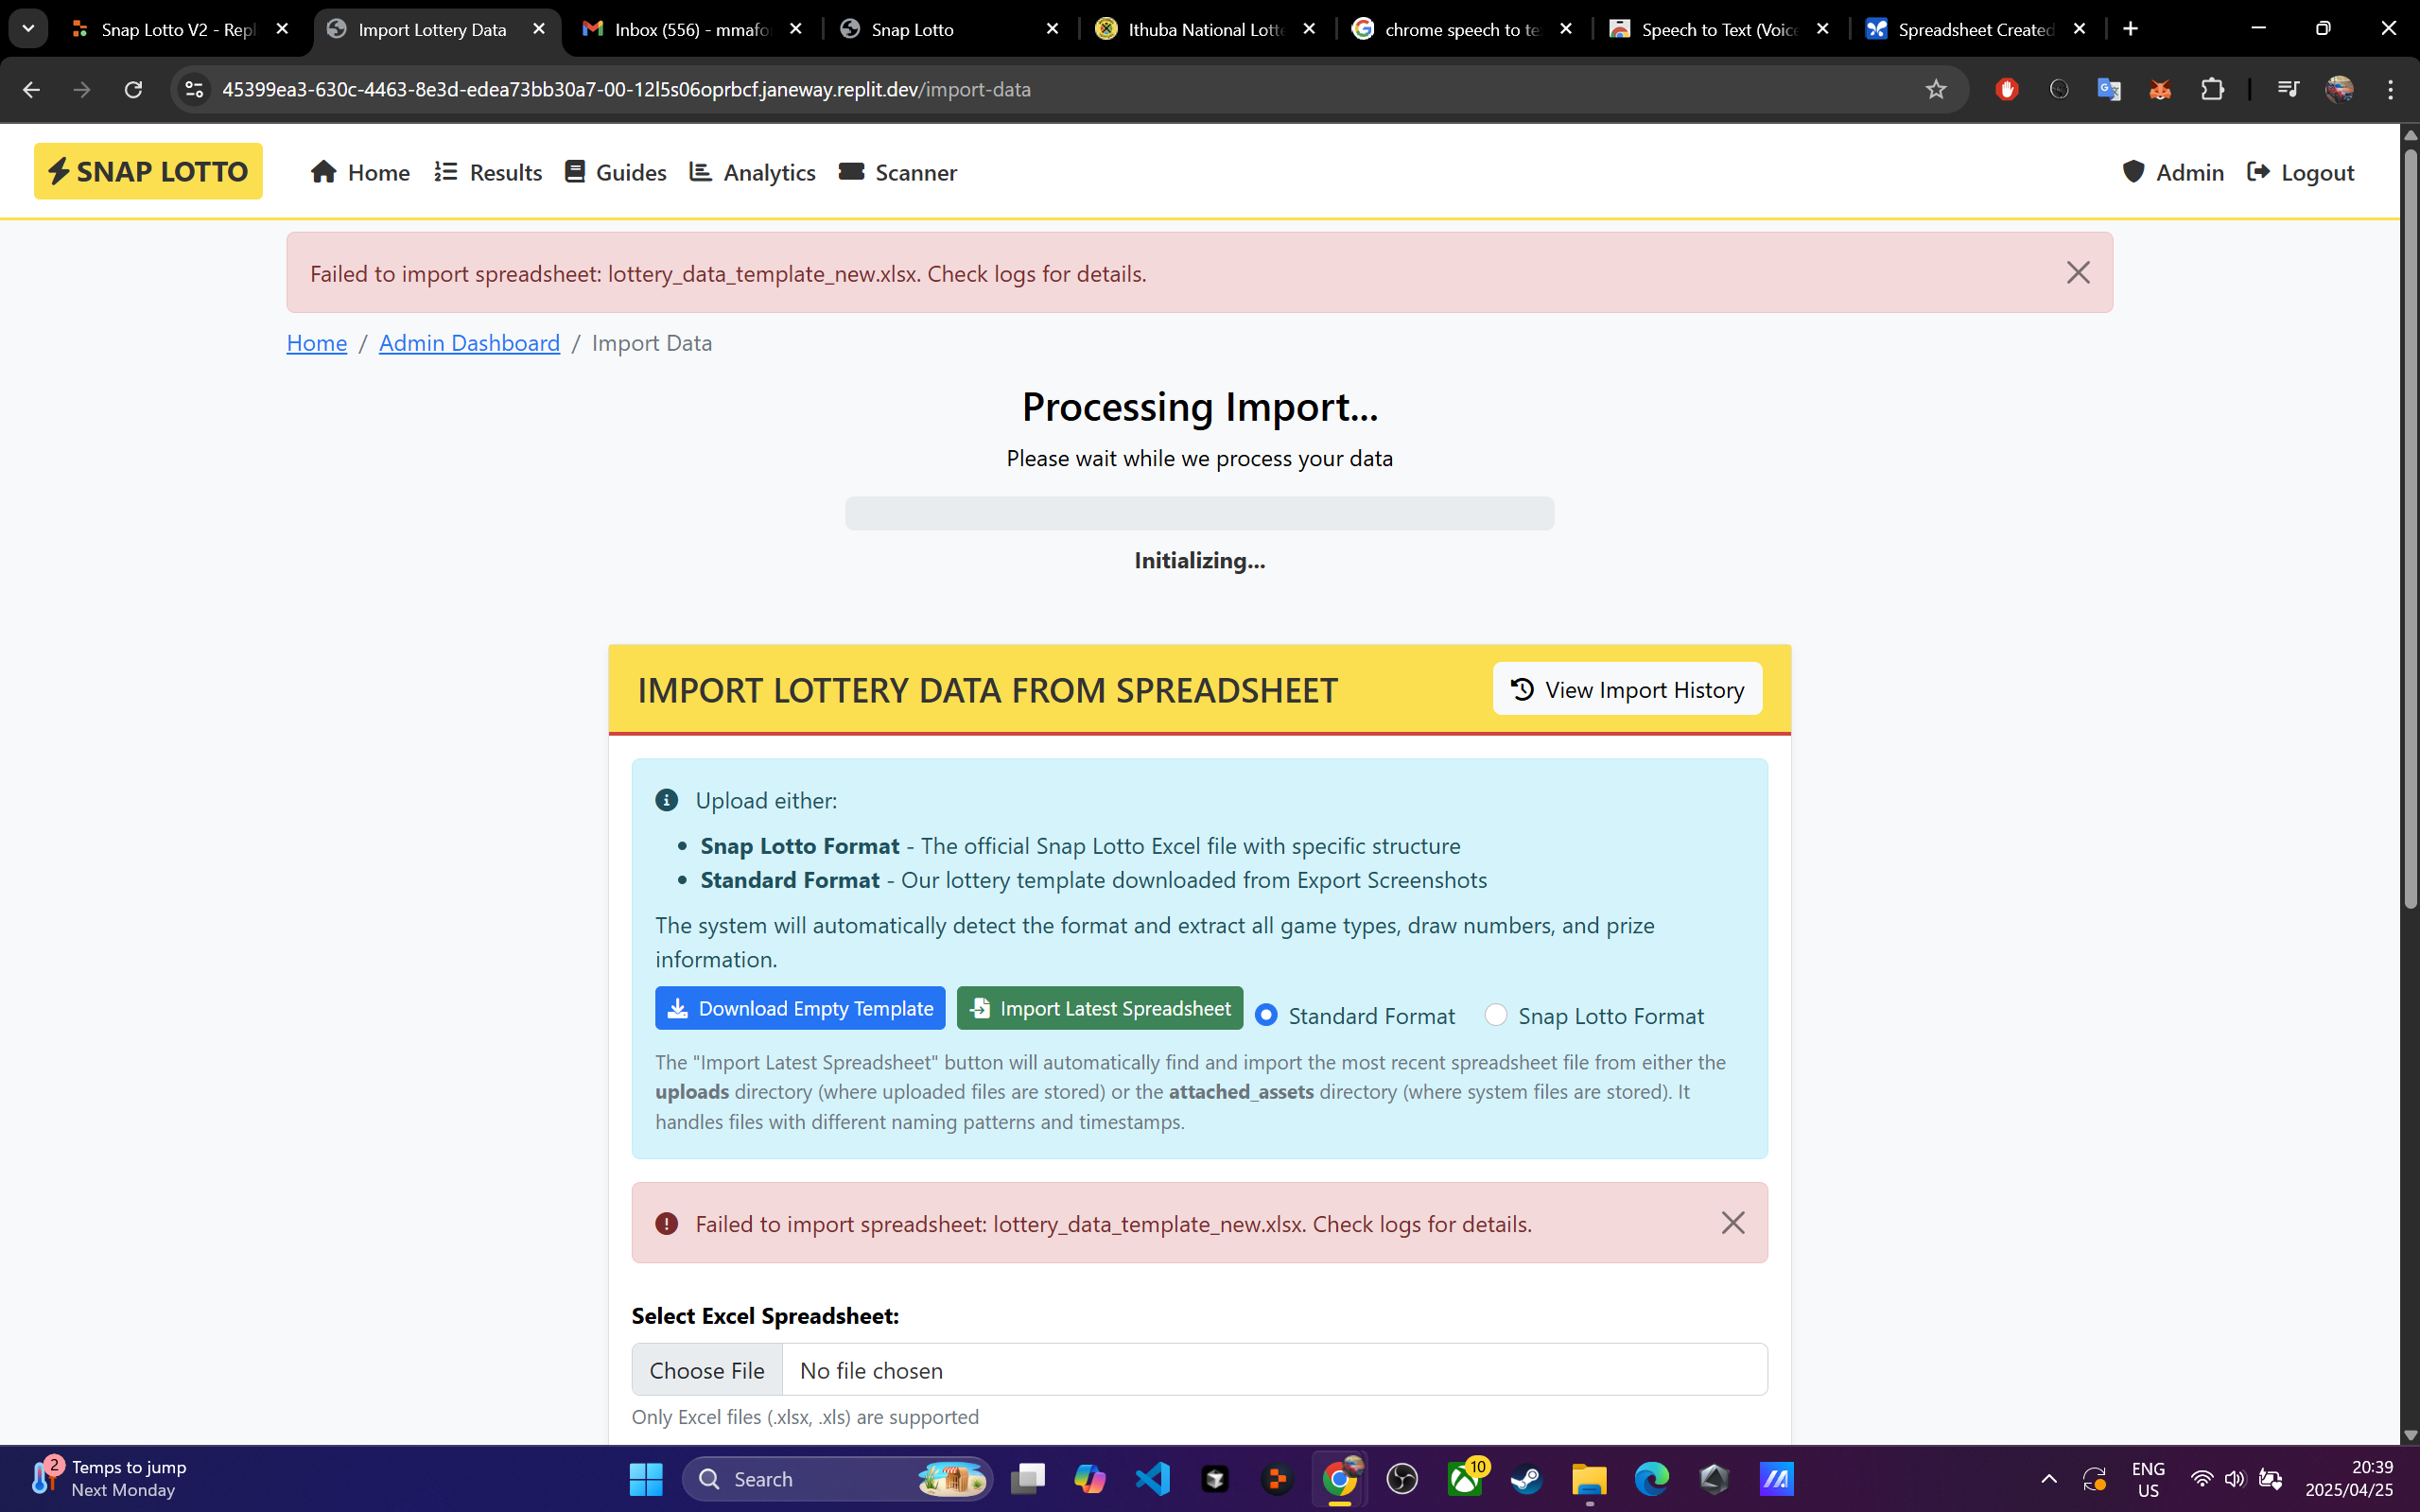 Snap Lotto V2 - Repl
Import Lottery Data
Inbox (556) - mmafo
Snap Lotto
Ithuba National Lotte
chrome speech to te
Speech to Text (Voice
Spreadsheet Created
45399ea3-630c-4463-8e3d-edea73bb30a7-00-12l5s06oprbcf.janeway.replit.dev/import-data
SNAP LOTTO
Home
Results
Guides
Analytics
Scanner
Admin
Logout
Failed to import spreadsheet: lottery_data_template_new.xlsx. Check logs for details.
Home / Admin Dashboard / Import Data
Processing Import...
Please wait while we process your data
Initializing...
IMPORT LOTTERY DATA FROM SPREADSHEET
View Import History
Upload either:
• Snap Lotto Format - The official Snap Lotto Excel file with specific structure
• Standard Format - Our lottery template downloaded from Export Screenshots
The system will automatically detect the format and extract all game types, draw numbers, and prize
information.
Download Empty Template
Import Latest Spreadsheet
Standard Format
Snap Lotto Format
The "Import Latest Spreadsheet" button will automatically find and import the most recent spreadsheet file from either the
uploads directory (where uploaded files are stored) or the attached_assets directory (where system files are stored). It
handles files with different naming patterns and timestamps.
Failed to import spreadsheet: lottery_data_template_new.xlsx. Check logs for details.
Select Excel Spreadsheet:
Choose File
No file chosen
Only Excel files (.xlsx, .xls) are supported
2
Temps to jump
Next Monday
Search
10
ENG
US
20:39
2025/04/25